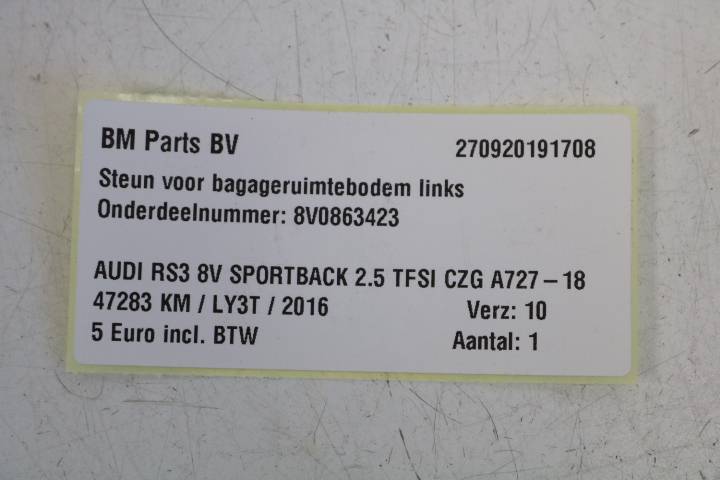 BM Parts BV 270920191708
Steun voor bagageruimtebodem links
Onderdeelnummer: 8V0863423
AUDI RS3 8V SPORTBACK 2.5 TFSI CZG A727 – 18
47283 KM / LY3T / 2016 Verz: 10
5 Euro incl. BTW Aantal: 1